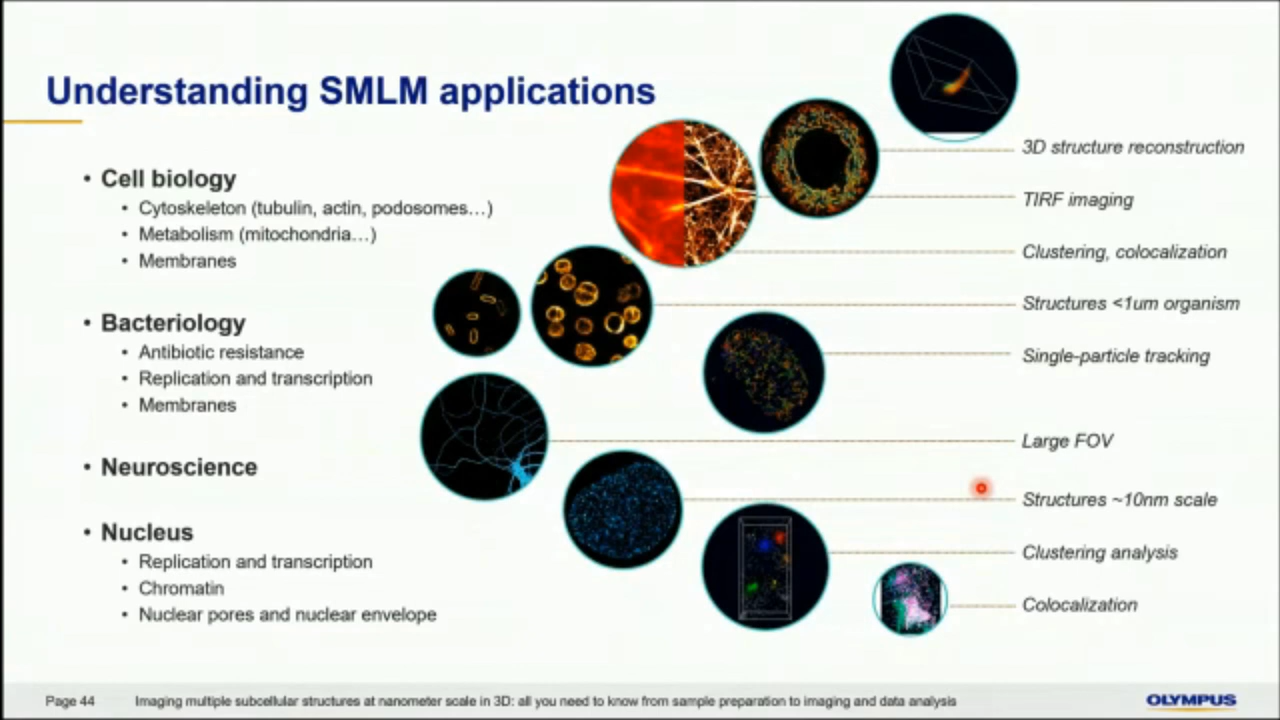 Understanding SMLM applications
• Cell biology
• Cytoskeleton (tubulin, actin, podosomes…)
• Metabolism (mitochondria…)
• Membranes
• Bacteriology
• Antibiotic resistance
• Replication and transcription
• Membranes
• Neuroscience
• Nucleus
• Replication and transcription
• Chromatin
• Nuclear pores and nuclear envelope
3D structure reconstruction
TIRF imaging
Clustering, colocalization
Structures <1um organism
Single-particle tracking
Large FOV
Structures ~10nm scale
Clustering analysis
Colocalization
Page 44
Imaging multiple subcellular structures at nanometer scale in 3D: all you need to know from sample preparation to imaging and data analysis
OLYMPUS